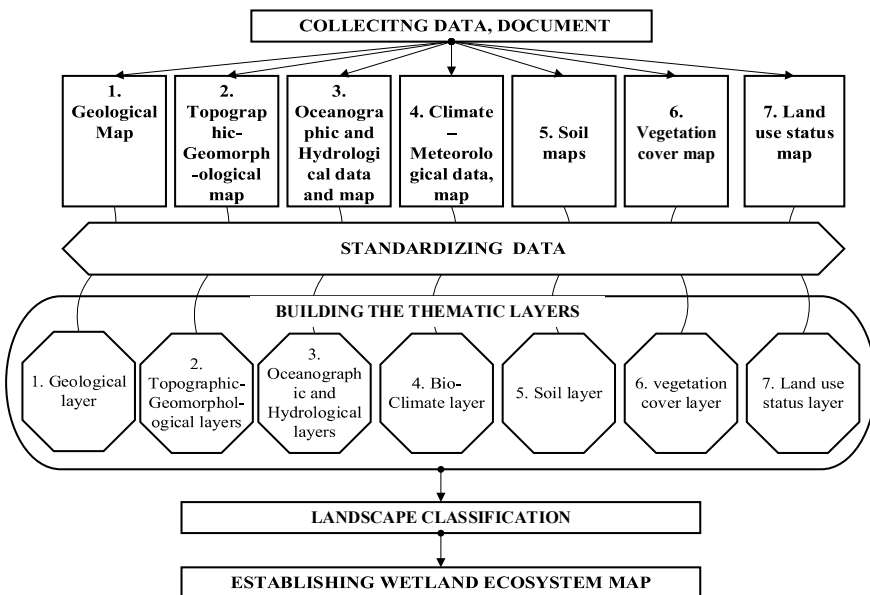 COLLECITNG DATA, DOCUMENT
1.
Geological
Map
2.
Topograp
hic-
Geomorph
-ological
map
3.
Oceanogra
phic and
Hydrologi
cal data
and map
4. Climate
–
Meteorolo
gical data,
map
5. Soil
maps
6.
Vegetation
cover map
7. Land
use status
map
STANDARDIZING DATA
BUILDING THE THEMATIC LAYERS
1. Geological
layer
2.
Topographic-
Geomorphol-
ogical layers
3.
Oceanograph
ic and
Hydrological
layers
4. Bio-
Climate layer
5. Soil layer
6. vegetation
cover layer
7. Land use
status layer
LANDSCAPE CLASSIFICATION
ESTABLISHING WETLAND ECOSYSTEM MAP